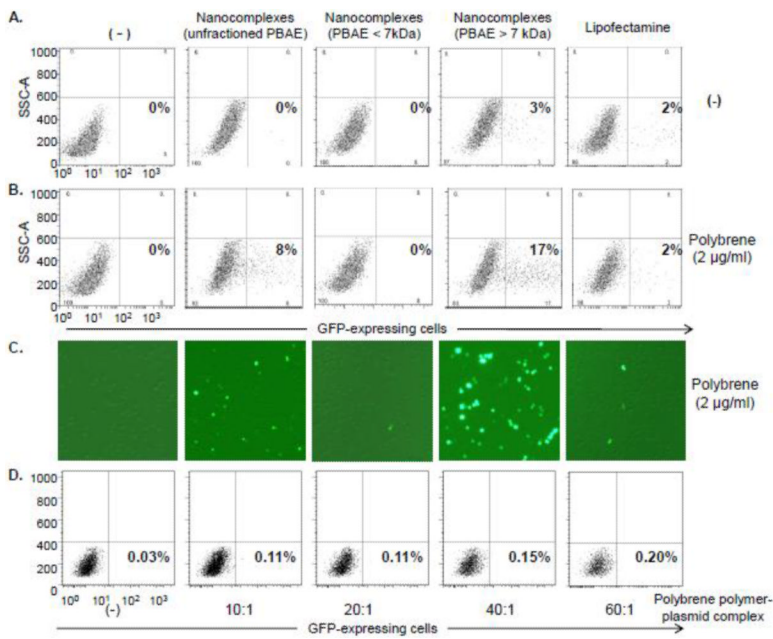 A.
(-)
Nanocomplexes
(unfractioned PBAE)
Nanocomplexes
(PBAE < 7kDa)
Nanocomplexes
(PBAE > 7 kDa)
Lipofectamine
SSC-A
1000
800
600
400
200
0
0%
0%
0%
3%
2%
(-)
10⁰ 10¹ 10² 10³
B.
SSC-A
1000
800
600
400
200
0
0%
8%
0%
17%
2%
Polybrene
(2 µg/ml)
10⁰ 10¹ 10² 10³
GFP-expressing cells
C.
Polybrene
(2 µg/ml)
D.
1000
800
600
400
200
0
0.03%
0.11%
0.11%
0.15%
0.20%
10⁰ 10¹ 10² 10³
(-)
10:1
20:1
40:1
60:1
Polybrene polymer-
plasmid complex
GFP-expressing cells